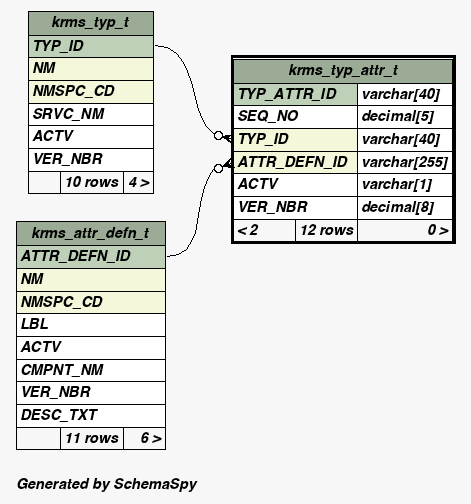 krms_typ_t
TYP_ID
NM
NMSPC_CD
SRVC_NM
ACTV
VER_NBR
10 rows 4 >
krms_typ_attr_t
TYP_ATTR_ID varchar[40]
SEQ_NO decimal[5]
TYP_ID varchar[40]
ATTR_DEFN_ID varchar[255]
ACTV varchar[1]
VER_NBR decimal[8]
< 2 12 rows 0 >
krms_attr_defn_t
ATTR_DEFN_ID
NM
NMSPC_CD
LBL
ACTV
CMPNT_NM
VER_NBR
DESC_TXT
11 rows 6 >
Generated by SchemaSpy